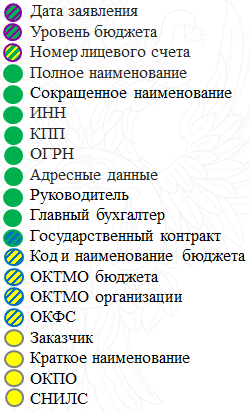 Дата заявления
Уровень бюджета
Номер лицевого счета
Полное наименование
Сокращенное наименование
ИНН
КПП
ОГРН
Адресные данные
Руководитель
Главный бухгалтер
Государственный контракт
Код и наименование бюджета
ОКТМО бюджета
ОКТМО организации
ОКФС
Заказчик
Краткое наименование
ОКПО
СНИЛС